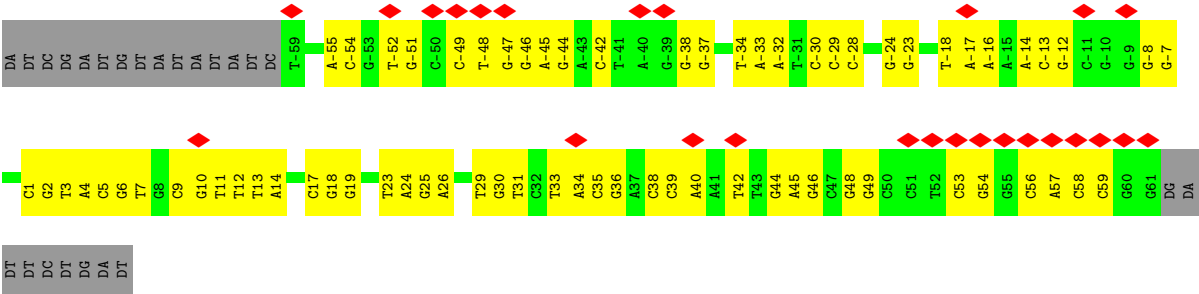 DA DT DC DG DA DT DG DT DA DT DA DT DA DT DC T-59 A-55 C-54 G-53 T-52 G-51 C-50 C-49 T-48 G-47 G-46 A-45 G-44 A-43 C-42 T-41 A-40 G-39 G-38 G-37 T-34 A-33 A-32 T-31 C-30 C-29 C-28 G-24 G-23 T-18 A-17 A-16 A-15 A-14 C-13 G-12 C-11 G-10 G-9 G-8 G-7
C1 G2 T3 A4 C5 G6 T7 G8 C9 G10 T11 T12 T13 A14 C17 G18 G19 T23 A24 G25 A26 T29 G30 T31 C32 T33 A34 C35 G36 A37 C38 C39 A40 A41 T42 T43 G44 A45 G46 C47 G48 G49 C50 C51 T52 C53 G54 G55 C56 A57 C58 C59 G60 G61 DG DA
DT DT DC DT DG DA DT